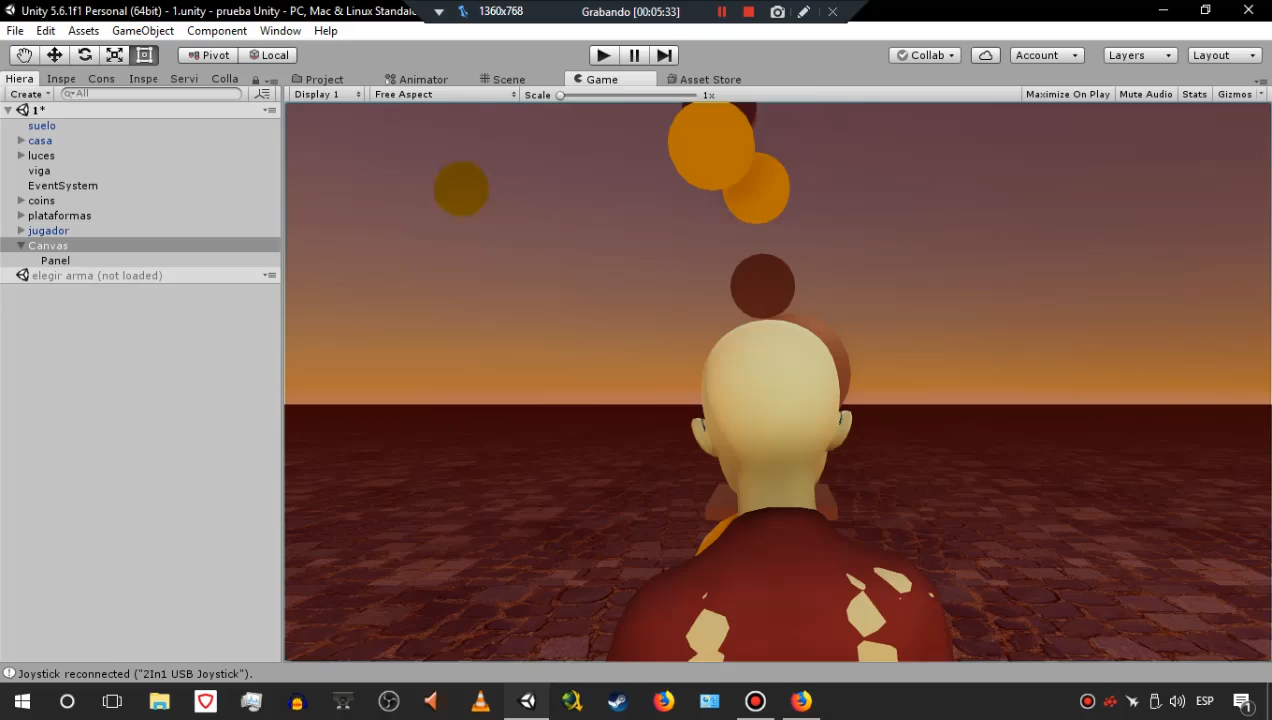 Unity 5.6.1f1 Personal (64bit) - 1.unity - prueba Unity - PC, Mac & Linux Standalc
1360x768
Grabando [00:05:33]
File Edit Assets GameObject Component Window Help
Pivot Local
Collab Account Layers Layout
Hiera Inspe Cons Inspe Servi Colla
Project Animator Scene Game Asset Store
Create All
Display 1 Free Aspect Scale 1x Maximize On Play Mute Audio Stats Gizmos
1*
suelo
casa
luces
viga
EventSystem
coins
plataformas
jugador
Canvas
Panel
elegir arma (not loaded)
Joystick reconnected ("2In1 USB Joystick").
ESP
1